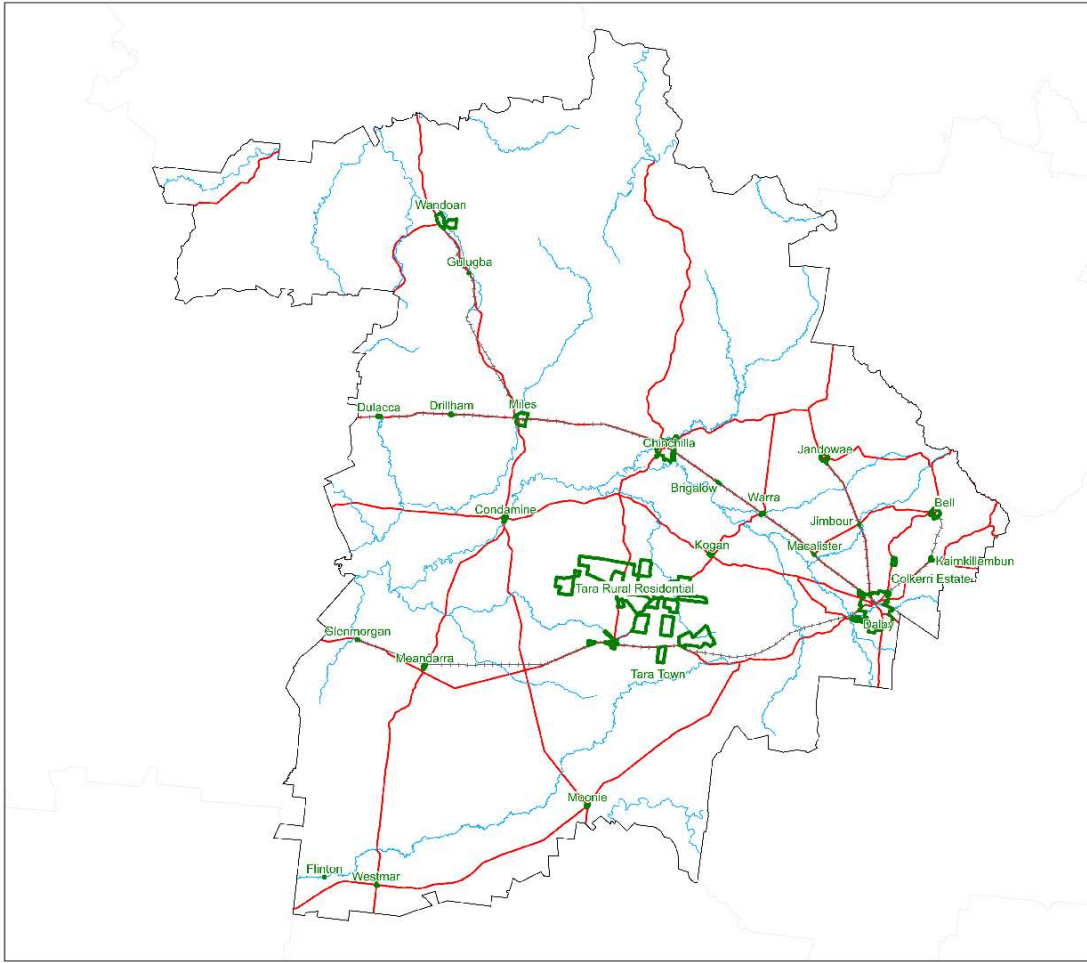 Wandoan
Gulugba
Dulacca
Drillham
Miles
Chinchilla
Jandowae
Brigalow
Warra
Bell
Condamine
Jimbour
Kogan
Macalister
Kaimkillembun
Colkerri Estate
Tara Rural Residential
Dalby
Glenmorgan
Meandarra
Tara Town
Moonie
Flinton
Westmar